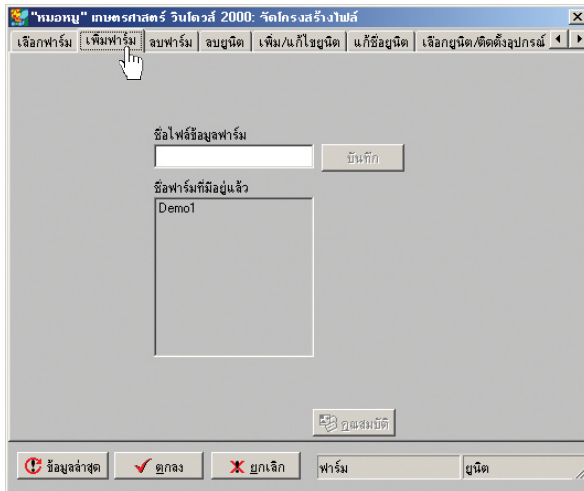 "หมอหมู" เกษตรศาสตร์ วินโดวส์ 2000: จัดโครงสร้างไฟล์
เลือกฟาร์ม เพิ่มฟาร์ม ลบฟาร์ม ลบยูนิต เพิ่ม/แก้ไขยูนิต แก้ชื่อยูนิต เลือกยูนิต/ติดตั้งอุปกรณ์
ชื่อไฟล์ข้อมูลฟาร์ม
บันทึก
ชื่อฟาร์มที่มีอยู่แล้ว
Demo1
คุณสมบัติ
ข้อมูลล่าสุด ตกลง ยกเลิก ฟาร์ม ยูนิต